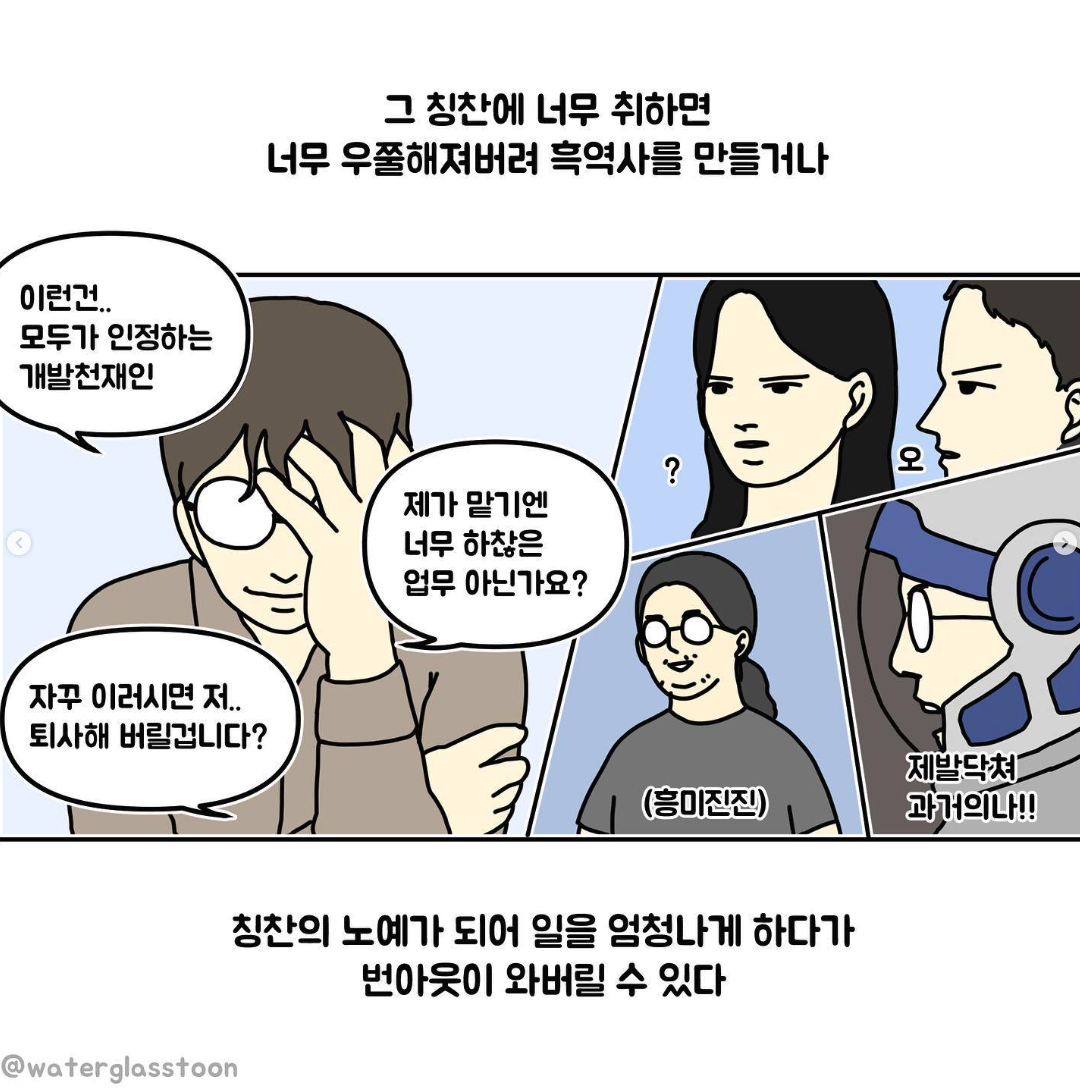 그 칭찬에 너무 취하면
너무 우쭐해져버려 흑역사를 만들거나
이런건..
모두가 인정하는
개발천재인
제가 맡기엔
너무 하찮은
업무 아닌가요?
자꾸 이러시면 저..
퇴사해 버릴겁니다?
?
오
(흥미진진)
제발닥쳐
과거의나!!
칭찬의 노예가 되어 일을 엄청나게 하다가
번아웃이 와버릴 수 있다
@waterglasstoon